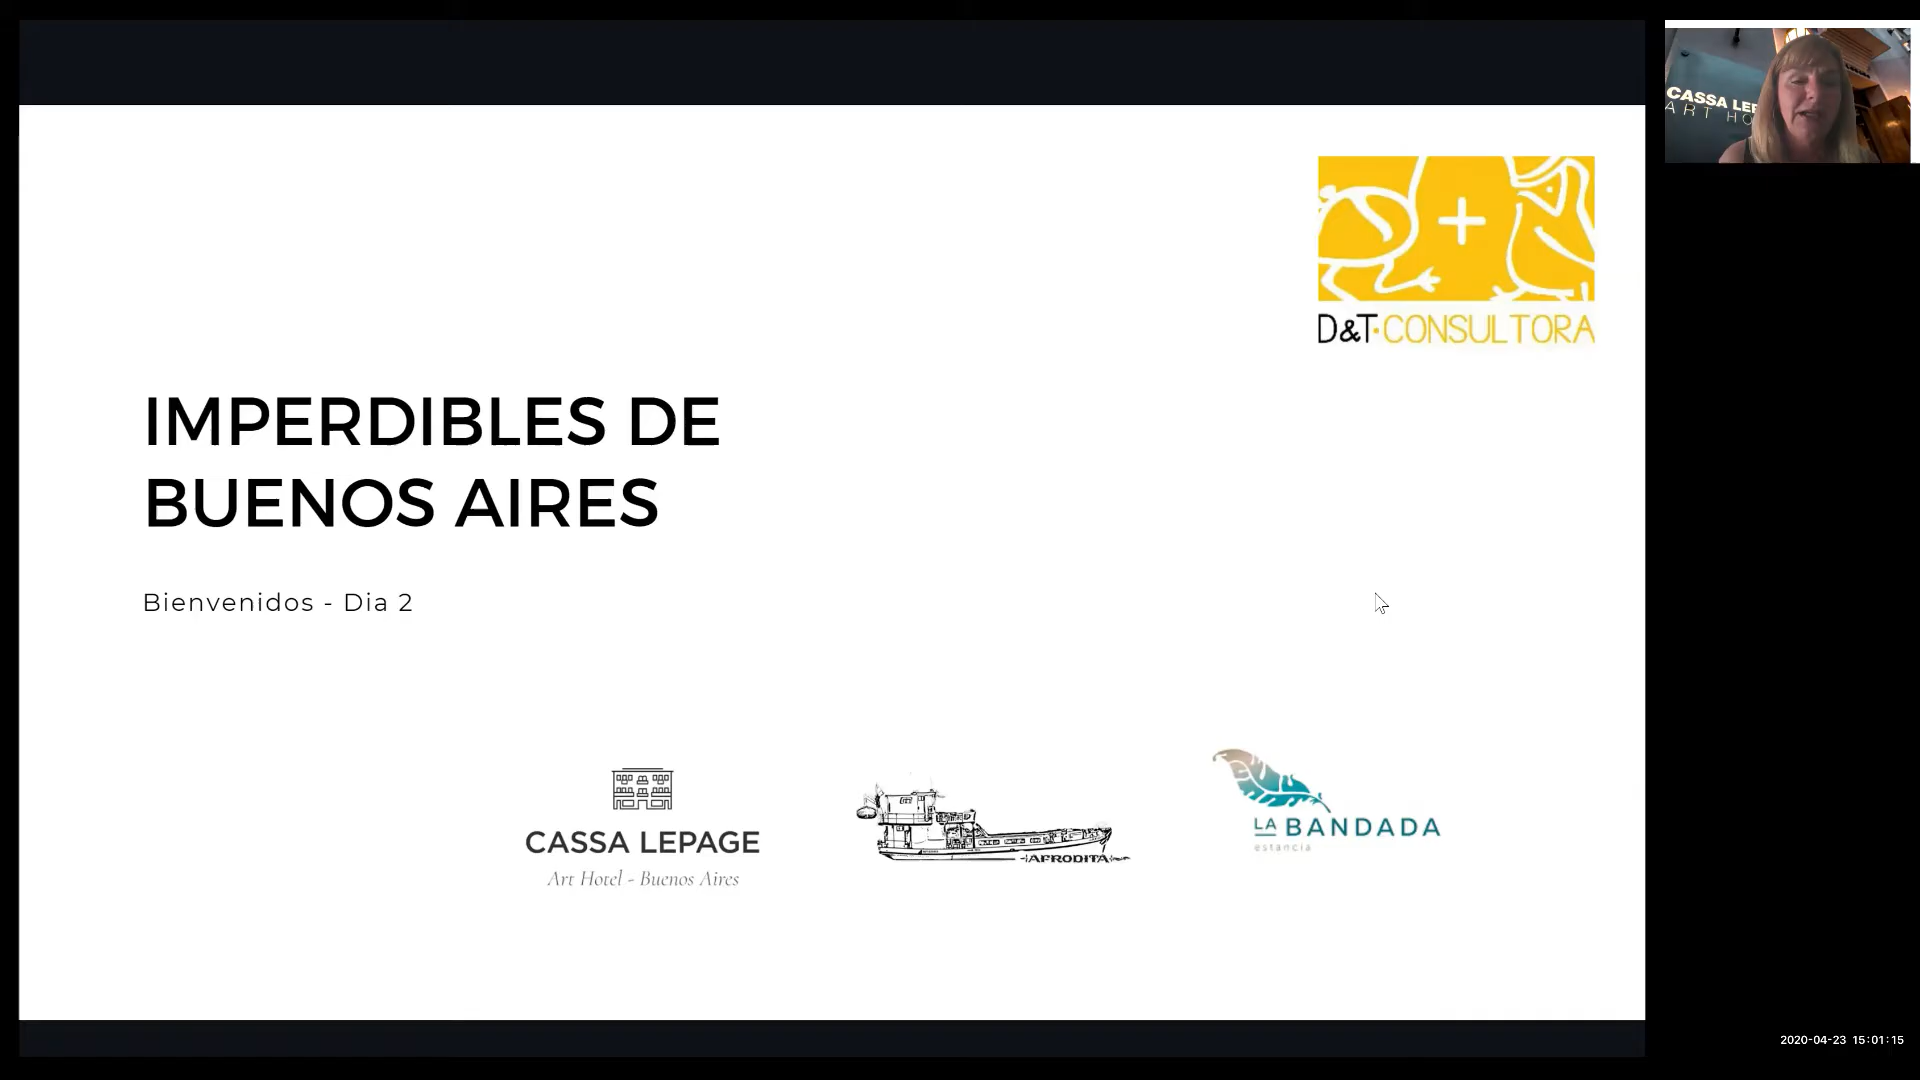 CASSA LEP
ART HO
D&T·CONSULTORA
IMPERDIBLES DE
BUENOS AIRES
Bienvenidos - Dia 2
CASSA LEPAGE
Art Hotel - Buenos Aires
AFRODITA
LA BANDADA
estancia
2020-04-23 15:01:15